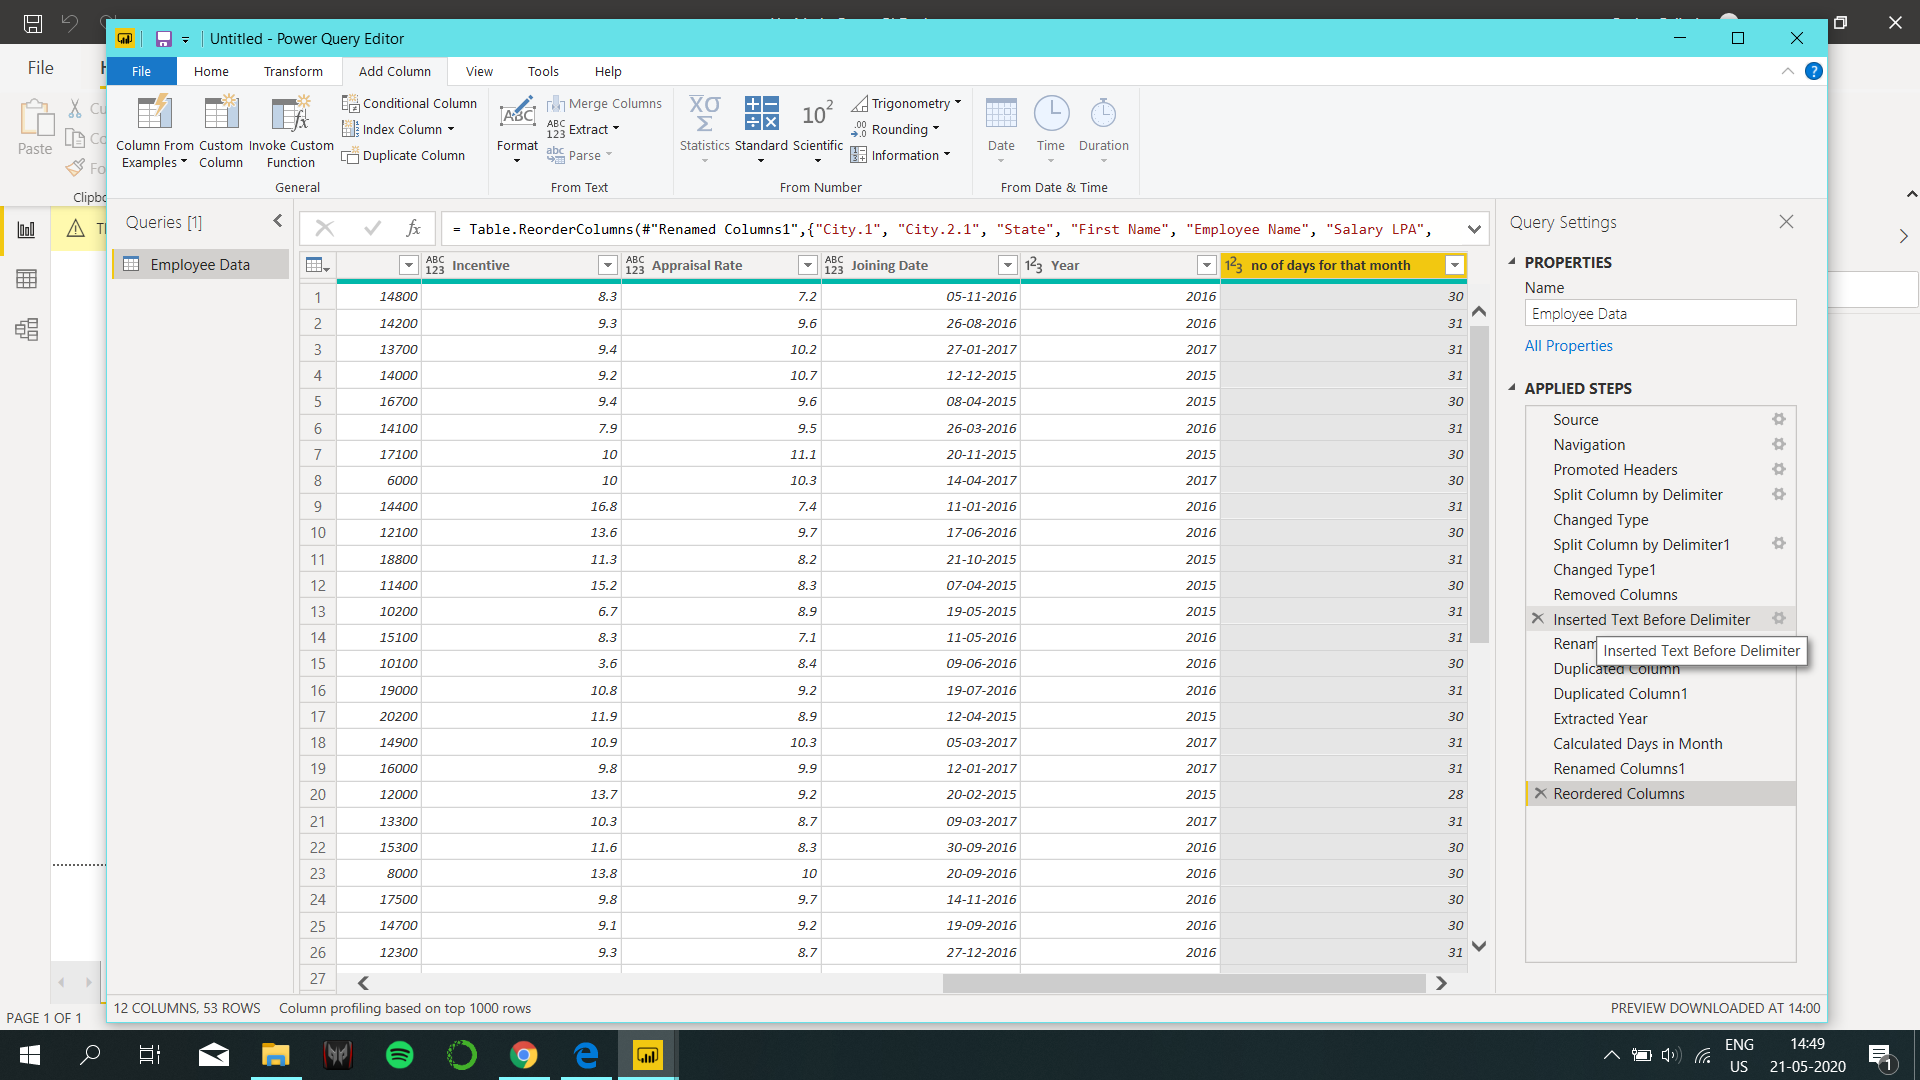 Untitled - Power Query Editor
File
File Home Transform Add Column View Tools Help
Paste
Clipb
Column From Examples
Custom Column
Invoke Custom Function
Conditional Column
Index Column
Duplicate Column
General
Format
Merge Columns
Extract
Parse
From Text
Statistics
Standard
Scientific
Trigonometry
Rounding
Information
From Number
Date
Time
Duration
From Date & Time
Queries [1]
Employee Data
= Table.ReorderColumns(#"Renamed Columns1",{"City.1", "City.2.1", "State", "First Name", "Employee Name", "Salary LPA",
Incentive Appraisal Rate Joining Date Year no of days for that month
1 14800 8.3 7.2 05-11-2016 2016 30
2 14200 9.3 9.6 26-08-2016 2016 31
3 13700 9.4 10.2 27-01-2017 2017 31
4 14000 9.2 10.7 12-12-2015 2015 31
5 16700 9.4 9.6 08-04-2015 2015 30
6 14100 7.9 9.5 26-03-2016 2016 31
7 17100 10 11.1 20-11-2015 2015 30
8 6000 10 10.3 14-04-2017 2017 30
9 14400 16.8 7.4 11-01-2016 2016 31
10 12100 13.6 9.7 17-06-2016 2016 30
11 18800 11.3 8.2 21-10-2015 2015 31
12 11400 15.2 8.3 07-04-2015 2015 30
13 10200 6.7 8.9 19-05-2015 2015 31
14 15100 8.3 7.1 11-05-2016 2016 31
15 10100 3.6 8.4 09-06-2016 2016 30
16 19000 10.8 9.2 19-07-2016 2016 31
17 20200 11.9 8.9 12-04-2015 2015 30
18 14900 10.9 10.3 05-03-2017 2017 31
19 16000 9.8 9.9 12-01-2017 2017 31
20 12000 13.7 9.2 20-02-2015 2015 28
21 13300 10.3 8.7 09-03-2017 2017 31
22 15300 11.6 8.3 30-09-2016 2016 30
23 8000 13.8 10 20-09-2016 2016 30
24 17500 9.8 9.7 14-11-2016 2016 30
25 14700 9.1 9.2 19-09-2016 2016 30
26 12300 9.3 8.7 27-12-2016 2016 31
27
Query Settings
PROPERTIES
Name
Employee Data
All Properties
APPLIED STEPS
Source
Navigation
Promoted Headers
Split Column by Delimiter
Changed Type
Split Column by Delimiter1
Changed Type1
Removed Columns
Inserted Text Before Delimiter
Renam
Inserted Text Before Delimiter
Duplicated Column
Duplicated Column1
Extracted Year
Calculated Days in Month
Renamed Columns1
Reordered Columns
12 COLUMNS, 53 ROWS Column profiling based on top 1000 rows
PREVIEW DOWNLOADED AT 14:00
PAGE 1 OF 1
ENG
US
14:49
21-05-2020
1